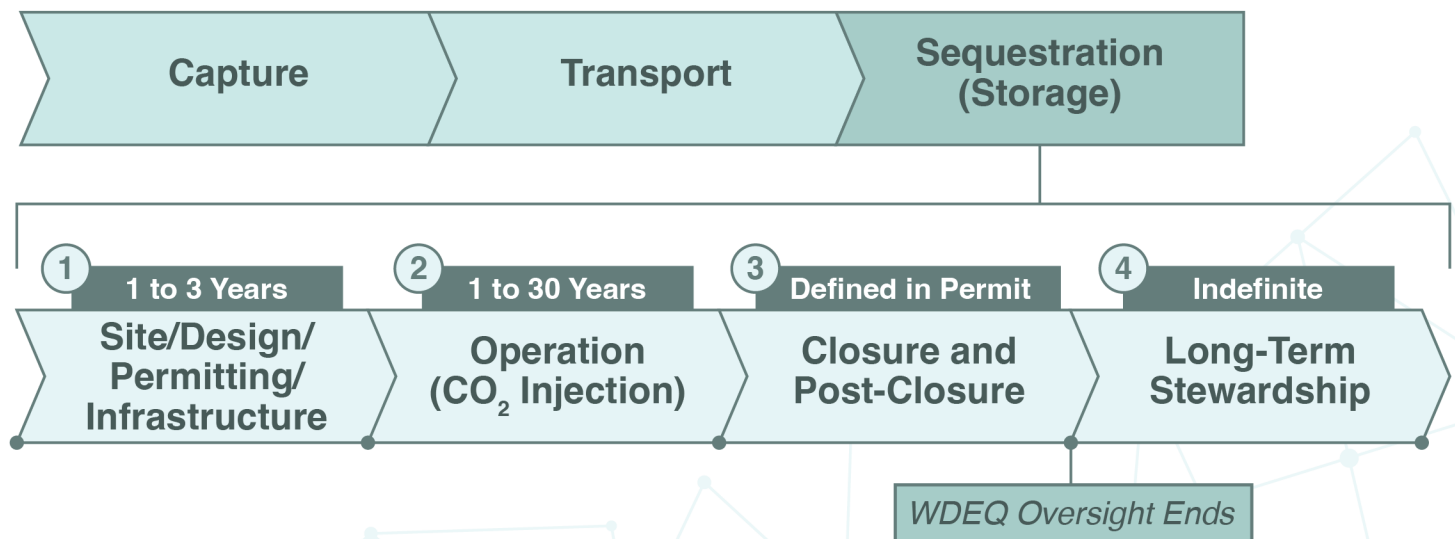 Capture
Transport
Sequestration
(Storage)
1
1 to 3 Years
Site/Design/
Permitting/
Infrastructure
2
1 to 30 Years
Operation
(CO₂ Injection)
3
Defined in Permit
Closure and
Post-Closure
4
Indefinite
Long-Term
Stewardship
WDEQ Oversight Ends